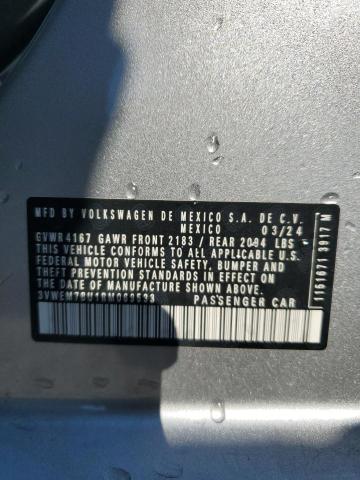 MFD BY VOLKSWAGEN DE MEXICO S.A. DE C.V.
MEXICO 03/24
GVWR 4167 GAWR FRONT 2183 / REAR 2094 LBS
THIS VEHICLE CONFORMS TO ALL APPLICABLE U.S.
FEDERAL MOTOR VEHICLE SAFETY, BUMPER AND
THEFT PREVENTION STANDARDS IN EFFECT ON
THE DATE OF MANUFACTURE SHOWN ABOVE
PASSENGER CAR